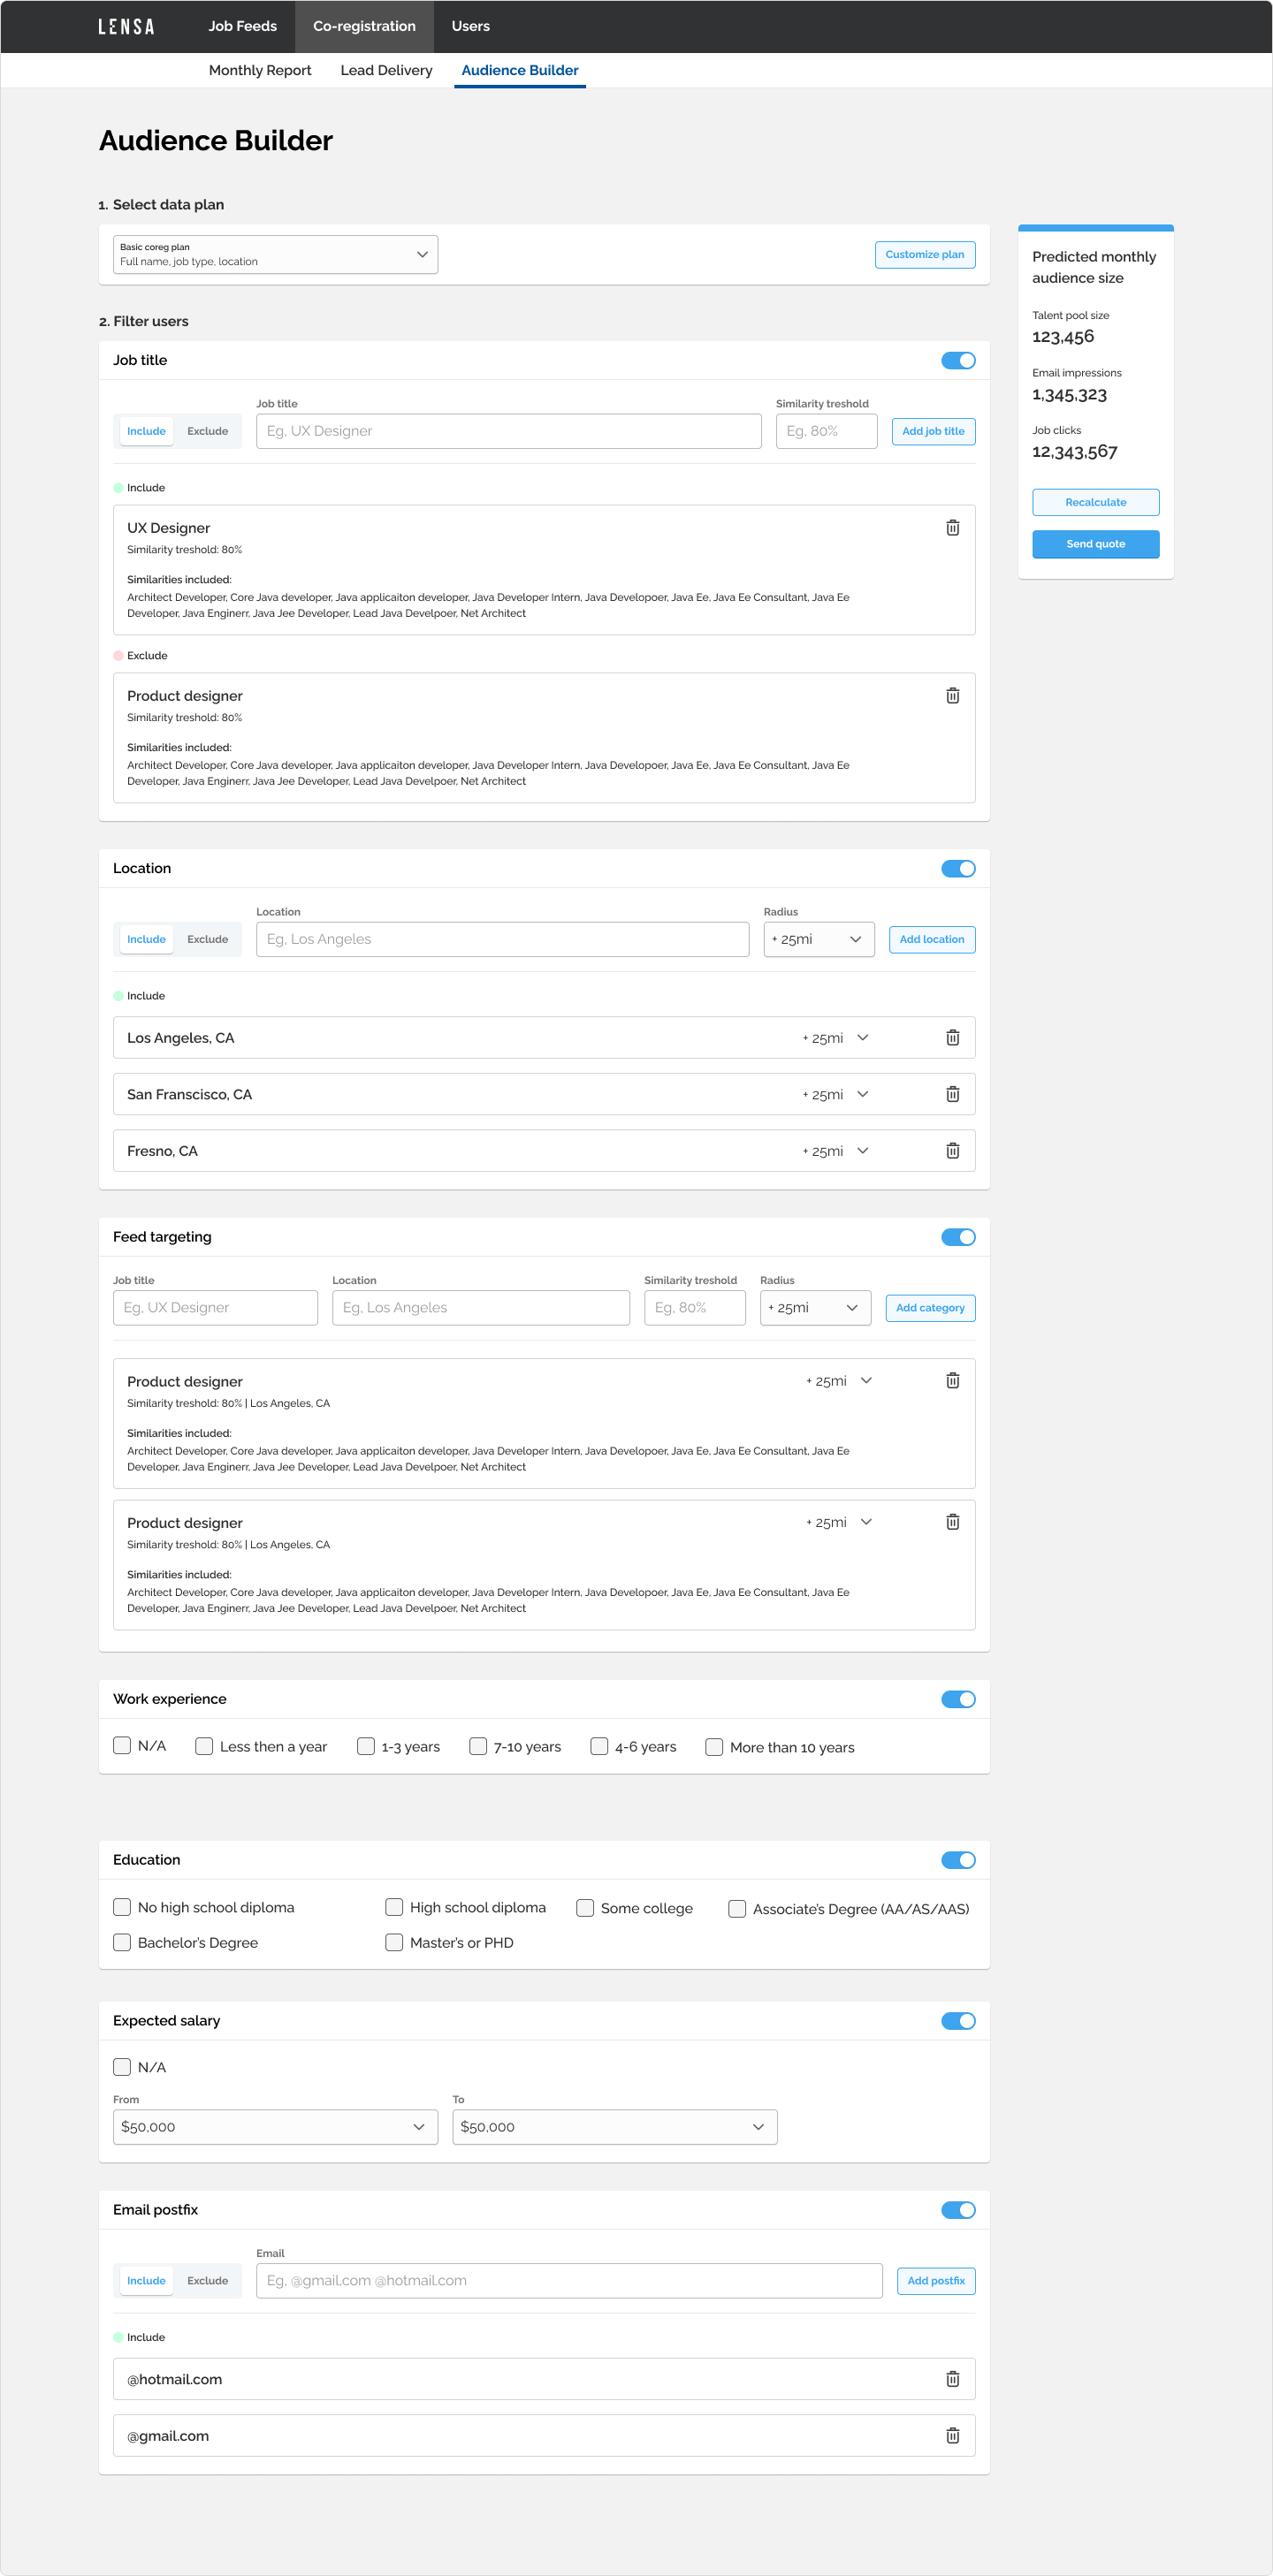 LENSA Job Feeds Co-registration Users
Monthly Report Lead Delivery Audience Builder
Audience Builder
1. Select data plan
Basic coreg plan
Full name, job type, location
Customize plan
Predicted monthly
audience size
Talent pool size
123,456
Email impressions
1,345,323
Job clicks
12,343,567
Recalculate
Send quote
2. Filter users
Job title
Job title Similarity treshold
Include Exclude Eg, UX Designer Eg, 80% Add job title
Include
UX Designer
Similarity treshold: 80%
Similarities included:
Architect Developer, Core Java developer, Java applicaiton developer, Java Developer Intern, Java Developoer, Java Ee, Java Ee Consultant, Java Ee
Developer, Java Enginerr, Java Jee Developer, Lead Java Develpoer, Net Architect
Exclude
Product designer
Similarity treshold: 80%
Similarities included:
Architect Developer, Core Java developer, Java applicaiton developer, Java Developer Intern, Java Developoer, Java Ee, Java Ee Consultant, Java Ee
Developer, Java Enginerr, Java Jee Developer, Lead Java Develpoer, Net Architect
Location
Location Radius
Include Exclude Eg, Los Angeles + 25mi Add location
Include
Los Angeles, CA + 25mi
San Franscisco, CA + 25mi
Fresno, CA + 25mi
Feed targeting
Job title Location Similarity treshold Radius
Eg, UX Designer Eg, Los Angeles Eg, 80% + 25mi Add category
Product designer + 25mi
Similarity treshold: 80% | Los Angeles, CA
Similarities included:
Architect Developer, Core Java developer, Java applicaiton developer, Java Developer Intern, Java Developoer, Java Ee, Java Ee Consultant, Java Ee
Developer, Java Enginerr, Java Jee Developer, Lead Java Develpoer, Net Architect
Product designer + 25mi
Similarity treshold: 80% | Los Angeles, CA
Similarities included:
Architect Developer, Core Java developer, Java applicaiton developer, Java Developer Intern, Java Developoer, Java Ee, Java Ee Consultant, Java Ee
Developer, Java Enginerr, Java Jee Developer, Lead Java Develpoer, Net Architect
Work experience
N/A Less then a year 1-3 years 7-10 years 4-6 years More than 10 years
Education
No high school diploma High school diploma Some college Associate's Degree (AA/AS/AAS)
Bachelor's Degree Master's or PHD
Expected salary
N/A
From To
$50,000 $50,000
Email postfix
Email
Include Exclude Eg, @gmail.com @hotmail.com Add postfix
Include
@hotmail.com
@gmail.com